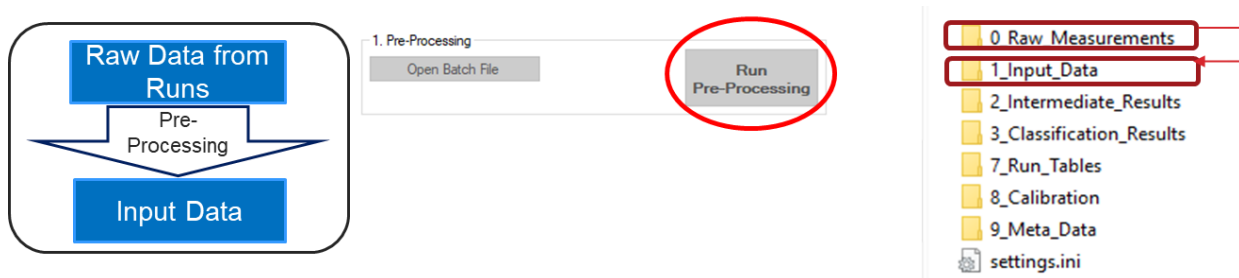 Raw Data from
Runs
Pre-
Processing
Input Data
1. Pre-Processing
Open Batch File
Run
Pre-Processing
0_Raw_Measurements
1_Input_Data
2_Intermediate_Results
3_Classification_Results
7_Run_Tables
8_Calibration
9_Meta_Data
settings.ini